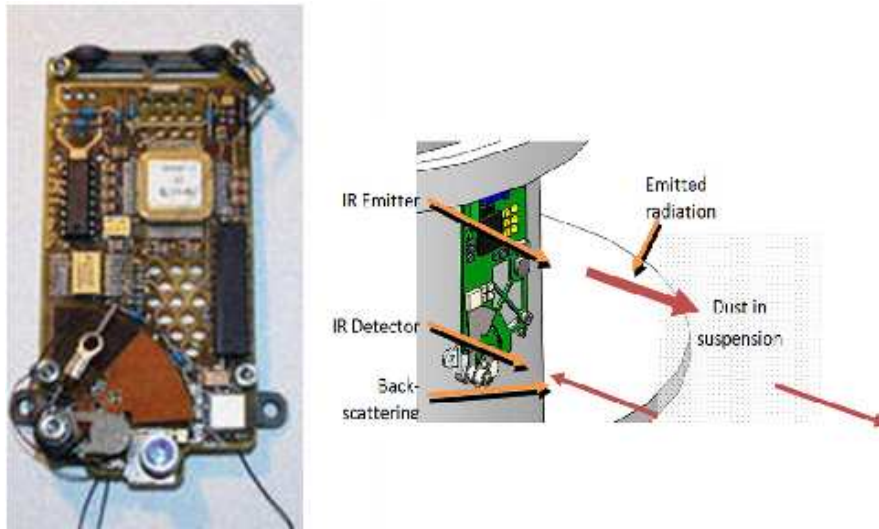 IR Emitter
Emitted
radiation
Dust in
suspension
IR Detector
Back-
scattering